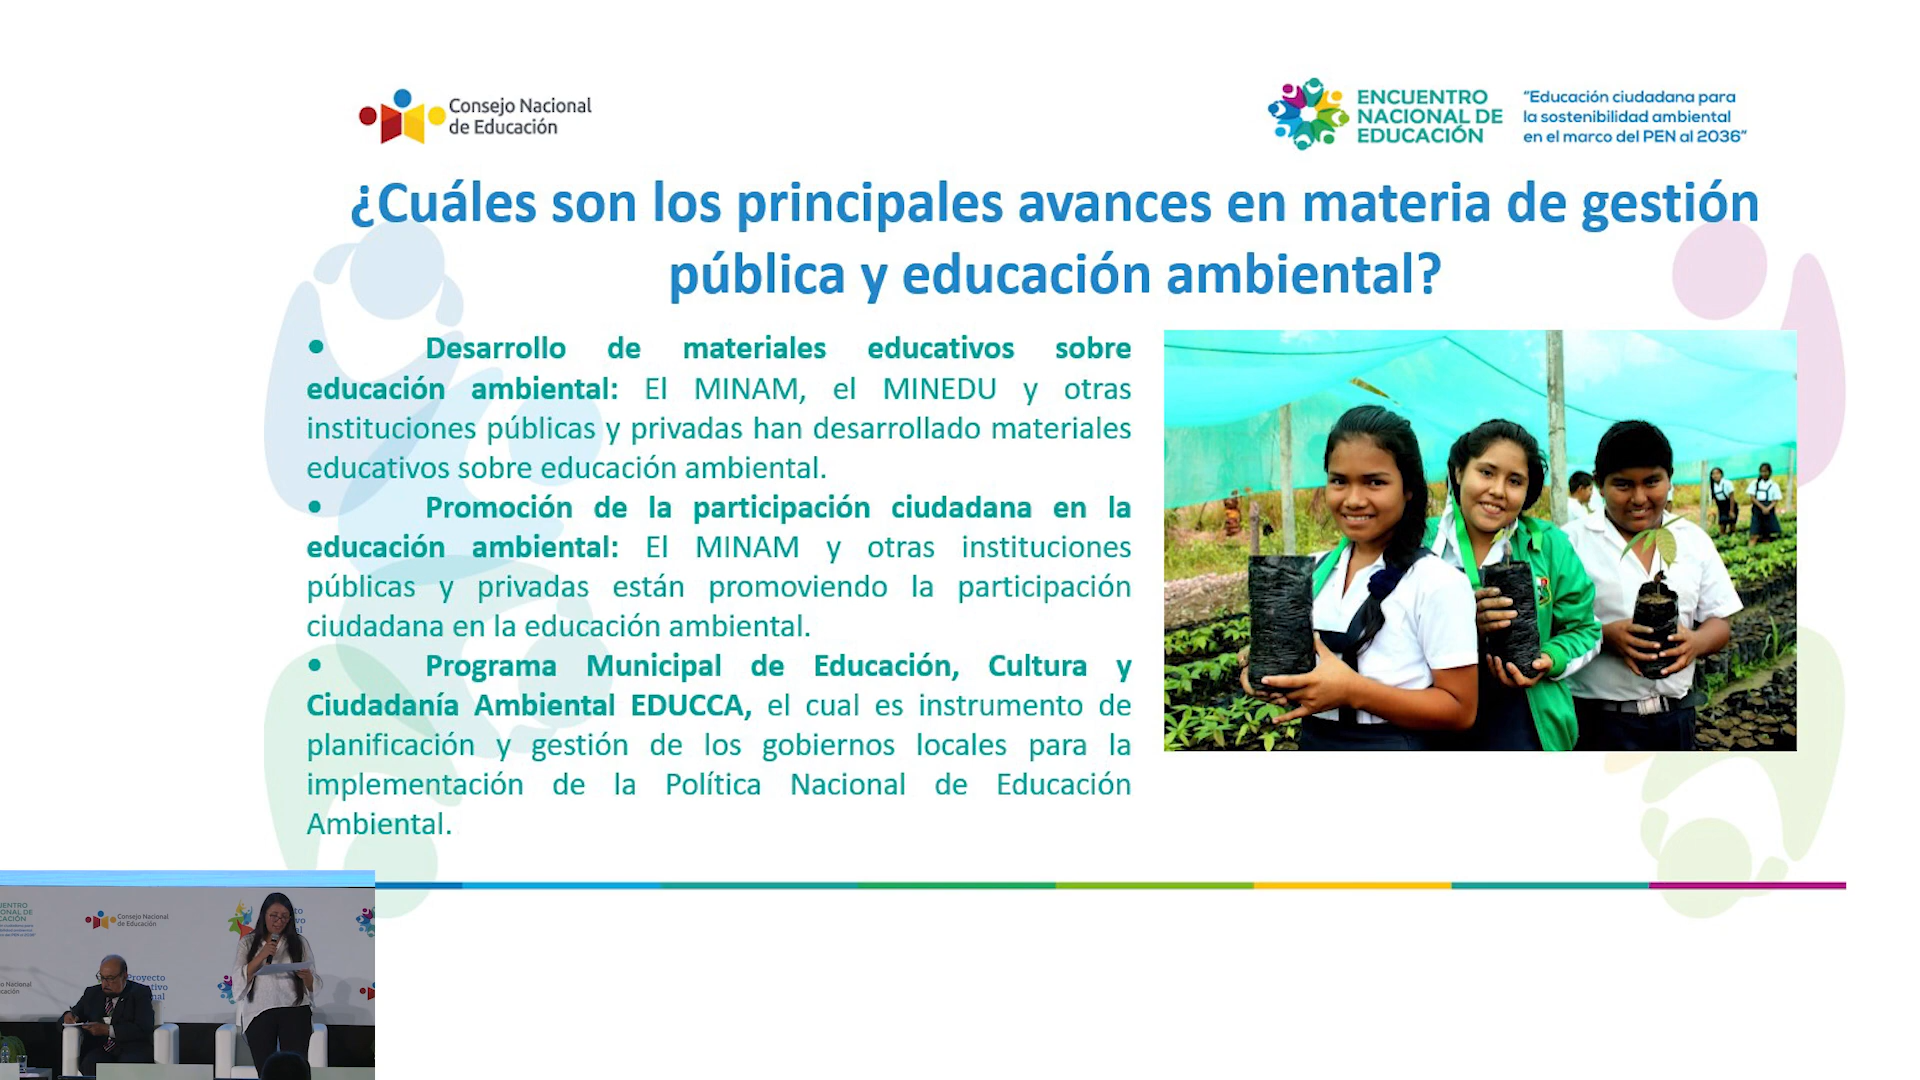 Consejo Nacional
de Educación
ENCUENTRO
NACIONAL DE
EDUCACIÓN
"Educación ciudadana para
la sostenibilidad ambiental
en el marco del PEN al 2036"
¿Cuáles son los principales avances en materia de gestión
pública y educación ambiental?
• Desarrollo de materiales educativos sobre
educación ambiental: El MINAM, el MINEDU y otras
instituciones públicas y privadas han desarrollado materiales
educativos sobre educación ambiental.
• Promoción de la participación ciudadana en la
educación ambiental: El MINAM y otras instituciones
públicas y privadas están promoviendo la participación
ciudadana en la educación ambiental.
• Programa Municipal de Educación, Cultura y
Ciudadanía Ambiental EDUCCA, el cual es instrumento de
planificación y gestión de los gobiernos locales para la
implementación de la Política Nacional de Educación
Ambiental.
Consejo Nacional
de Educación